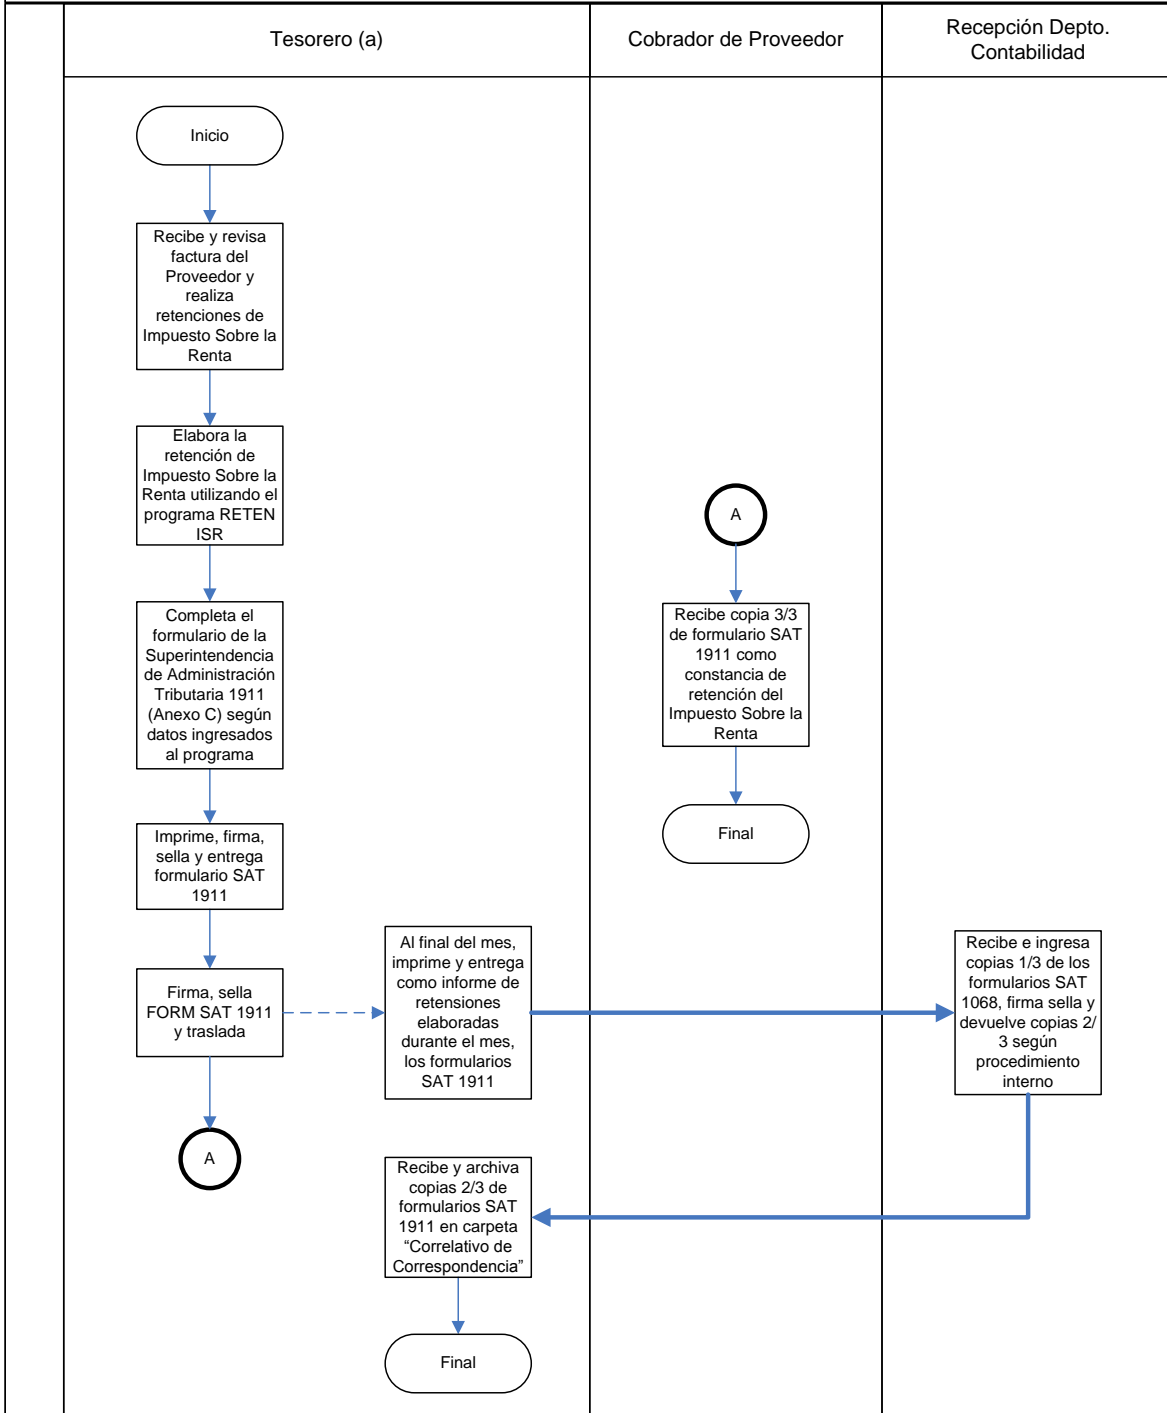 Tesorero (a)
Cobrador de Proveedor
Recepción Depto.
Contabilidad
Inicio
Recibe y revisa
factura del
Proveedor y
realiza
retenciones de
Impuesto Sobre la
Renta
Elabora la
retención de
Impuesto Sobre la
Renta utilizando el
programa RETEN
ISR
Completa el
formulario de la
Superintendencia
de Administración
Tributaria 1911
(Anexo C) según
datos ingresados
al programa
Imprime, firma,
sella y entrega
formulario SAT
1911
Firma, sella
FORM SAT 1911
y traslada
A
Al final del mes,
imprime y entrega
como informe de
retensiones
elaboradas
durante el mes,
los formularios
SAT 1911
Recibe y archiva
copias 2/3 de
formularios SAT
1911 en carpeta
“Correlativo de
Correspondencia”
Final
A
Recibe copia 3/3
de formulario SAT
1911 como
constancia de
retención del
Impuesto Sobre la
Renta
Final
Recibe e ingresa
copias 1/3 de los
formularios SAT
1068, firma sella y
devuelve copias 2/
3 según
procedimiento
interno